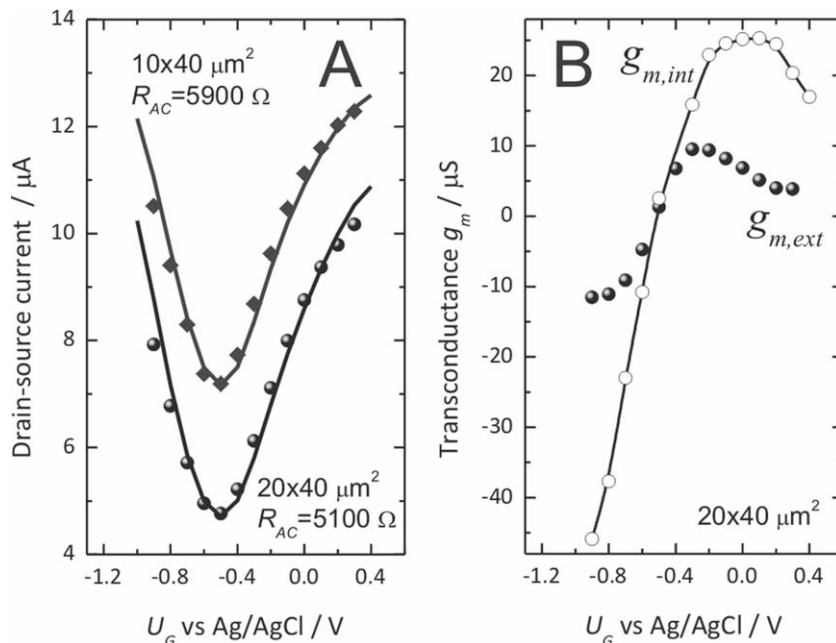 A
10x40 μm²
R_AC=5900 Ω
20x40 μm²
R_AC=5100 Ω
14
12
10
8
6
4
-1.2 -0.8 -0.4 0.0 0.4
Drain-source current / μA
U_G vs Ag/AgCl / V
B
g_m,int
g_m,ext
20x40 μm²
20
10
0
-10
-20
-30
-40
-1.2 -0.8 -0.4 0.0 0.4
Transconductance g_m / μS
U_G vs Ag/AgCl / V